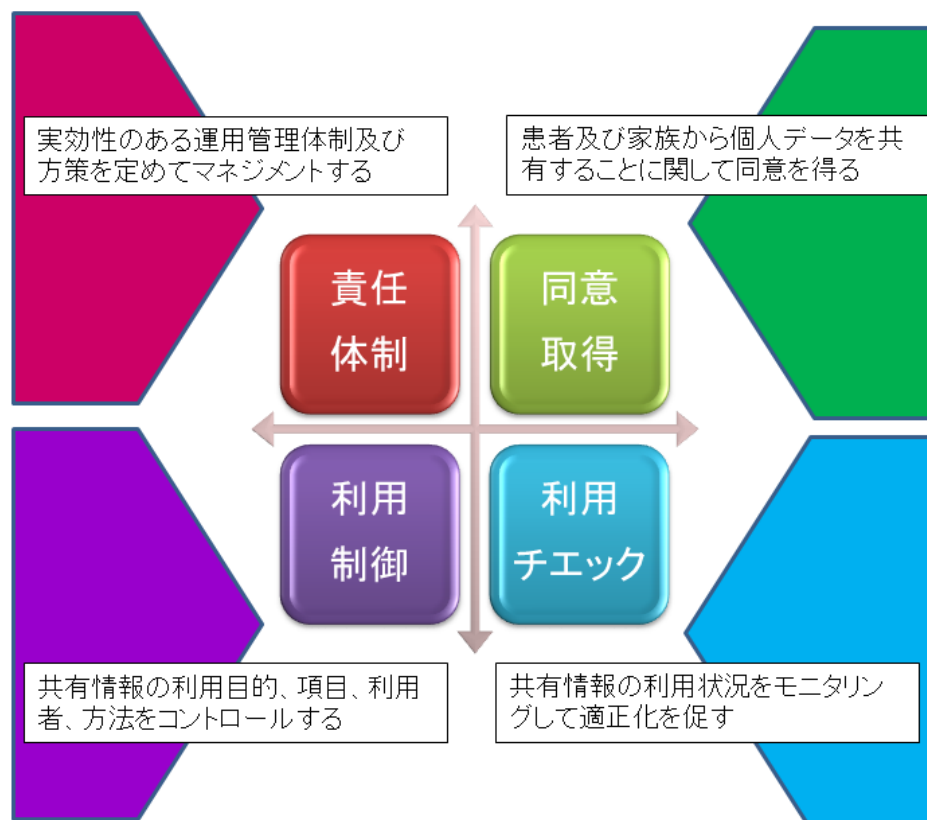 実効性のある運用管理体制及び
方策を定めてマネジメントする
患者及び家族から個人データを共
有することに関して同意を得る
責任
体制
同意
取得
利用
制御
利用
チエック
共有情報の利用目的、項目、利用
者、方法をコントロールする
共有情報の利用状況をモニタリン
グして適正化を促す